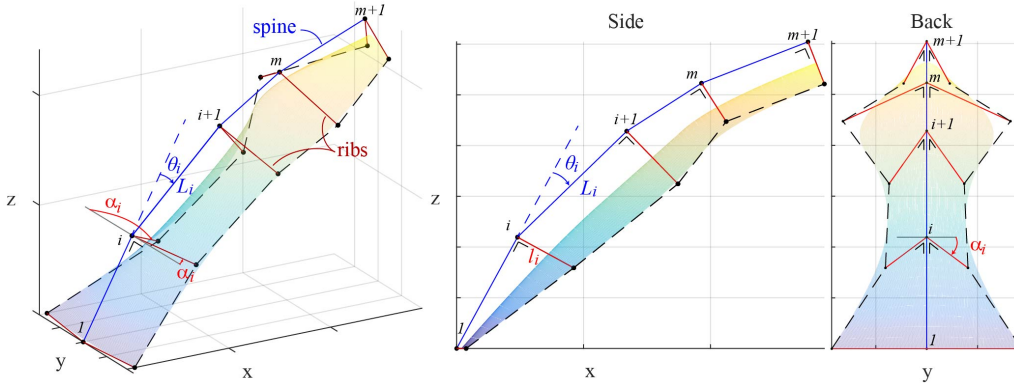 spine
m+1
m
i+1
θi
Li
ribs
z
αi
i
αi
1
y
x
Side
m+1
m
i+1
θi
Li
i
li
1
x
Back
m+1
m
i+1
i
αi
1
y
z